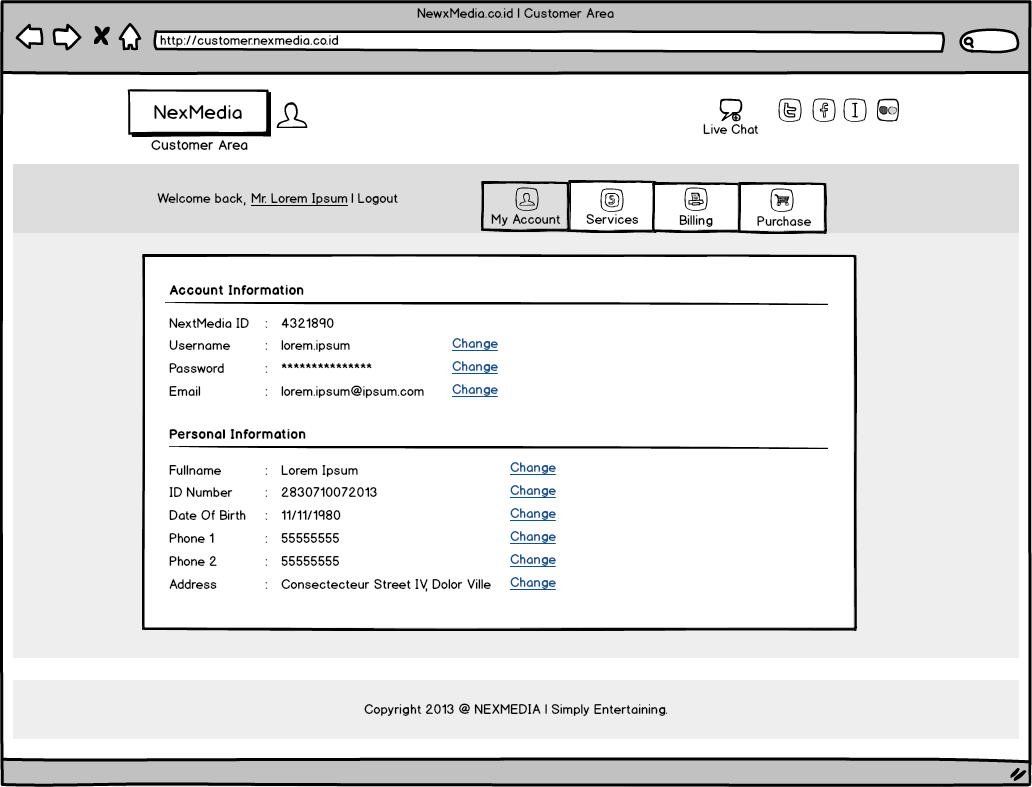 NewxMedia.co.id | Customer Area
http://customer.nexmedia.co.id
NexMedia
Customer Area
Live Chat
Welcome back, Mr. Lorem Ipsum | Logout
My Account
Services
Billing
Purchase
Account Information
NextMedia ID : 4321890
Username : lorem.ipsum Change
Password : *************** Change
Email : lorem.ipsum@ipsum.com Change
Personal Information
Fullname : Lorem Ipsum Change
ID Number : 2830710072013 Change
Date Of Birth : 11/11/1980 Change
Phone 1 : 55555555 Change
Phone 2 : 55555555 Change
Address : Consectecteur Street IV, Dolor Ville Change
Copyright 2013 @ NEXMEDIA | Simply Entertaining.